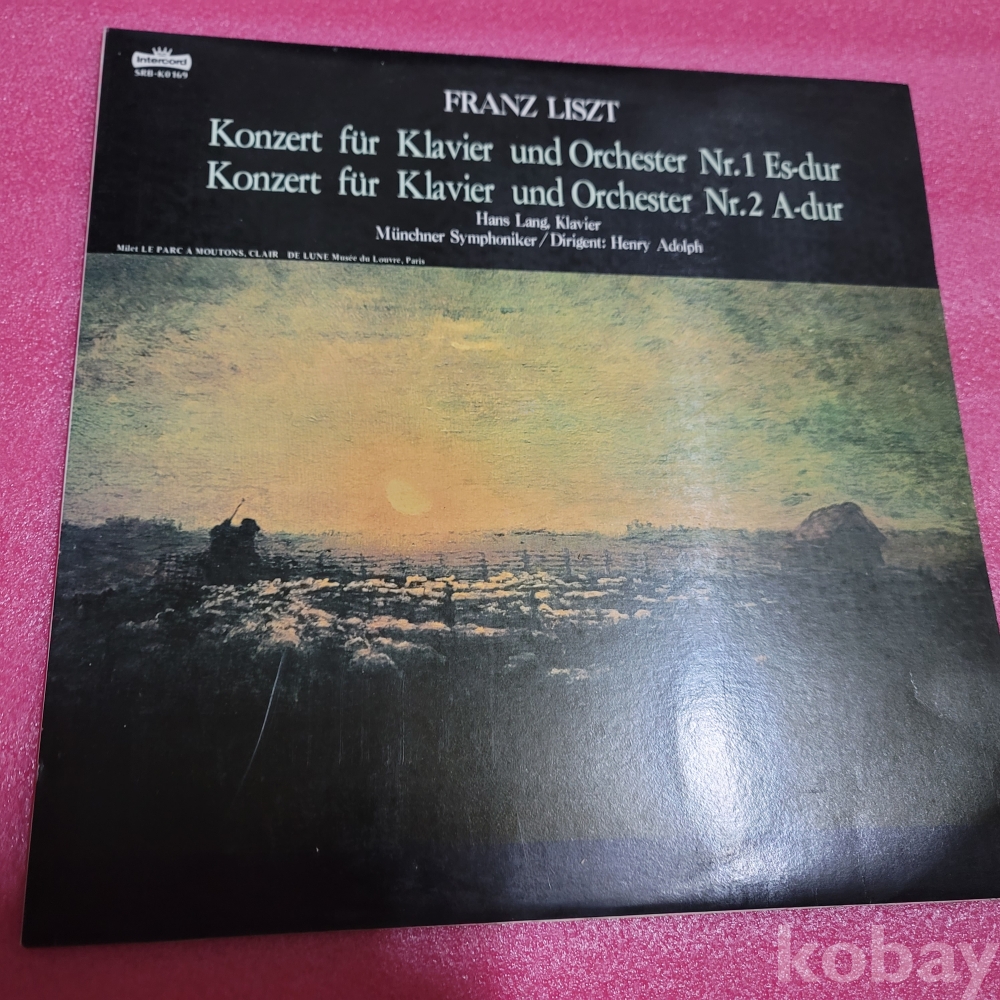 Intercord
SRB-K0169
FRANZ LISZT
Konzert für Klavier und Orchester Nr.1 Es-dur
Konzert für Klavier und Orchester Nr.2 A-dur
Hans Lang, Klavier
Münchner Symphoniker/Dirigent: Henry Adolph
Milet LE PARC A MOUTONS, CLAIR DE LUNE Musée du Louvre, Paris
kobay